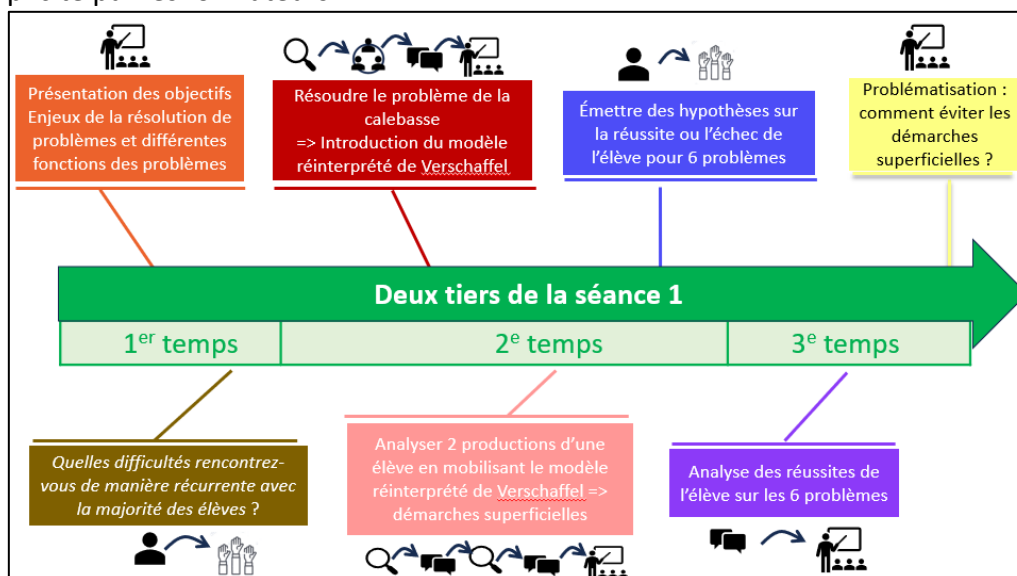 Présentation des objectifs
Enjeux de la résolution de
problèmes et différentes
fonctions des problèmes
Résoudre le problème de la
calebasse
=> Introduction du modèle
réinterprété de Verschaffel
Émettre des hypothèses sur
la réussite ou l'échec de
l'élève pour 6 problèmes
Problématisation :
comment éviter les
démarches
superficielles ?
Deux tiers de la séance 1
1er temps
2e temps
3e temps
Quelles difficultés rencontrez-
vous de manière récurrente avec
la majorité des élèves ?
Analyser 2 productions d'une
élève en mobilisant le modèle
réinterprété de Verschaffel =>
démarches superficielles
Analyse des réussites de
l'élève sur les 6 problèmes